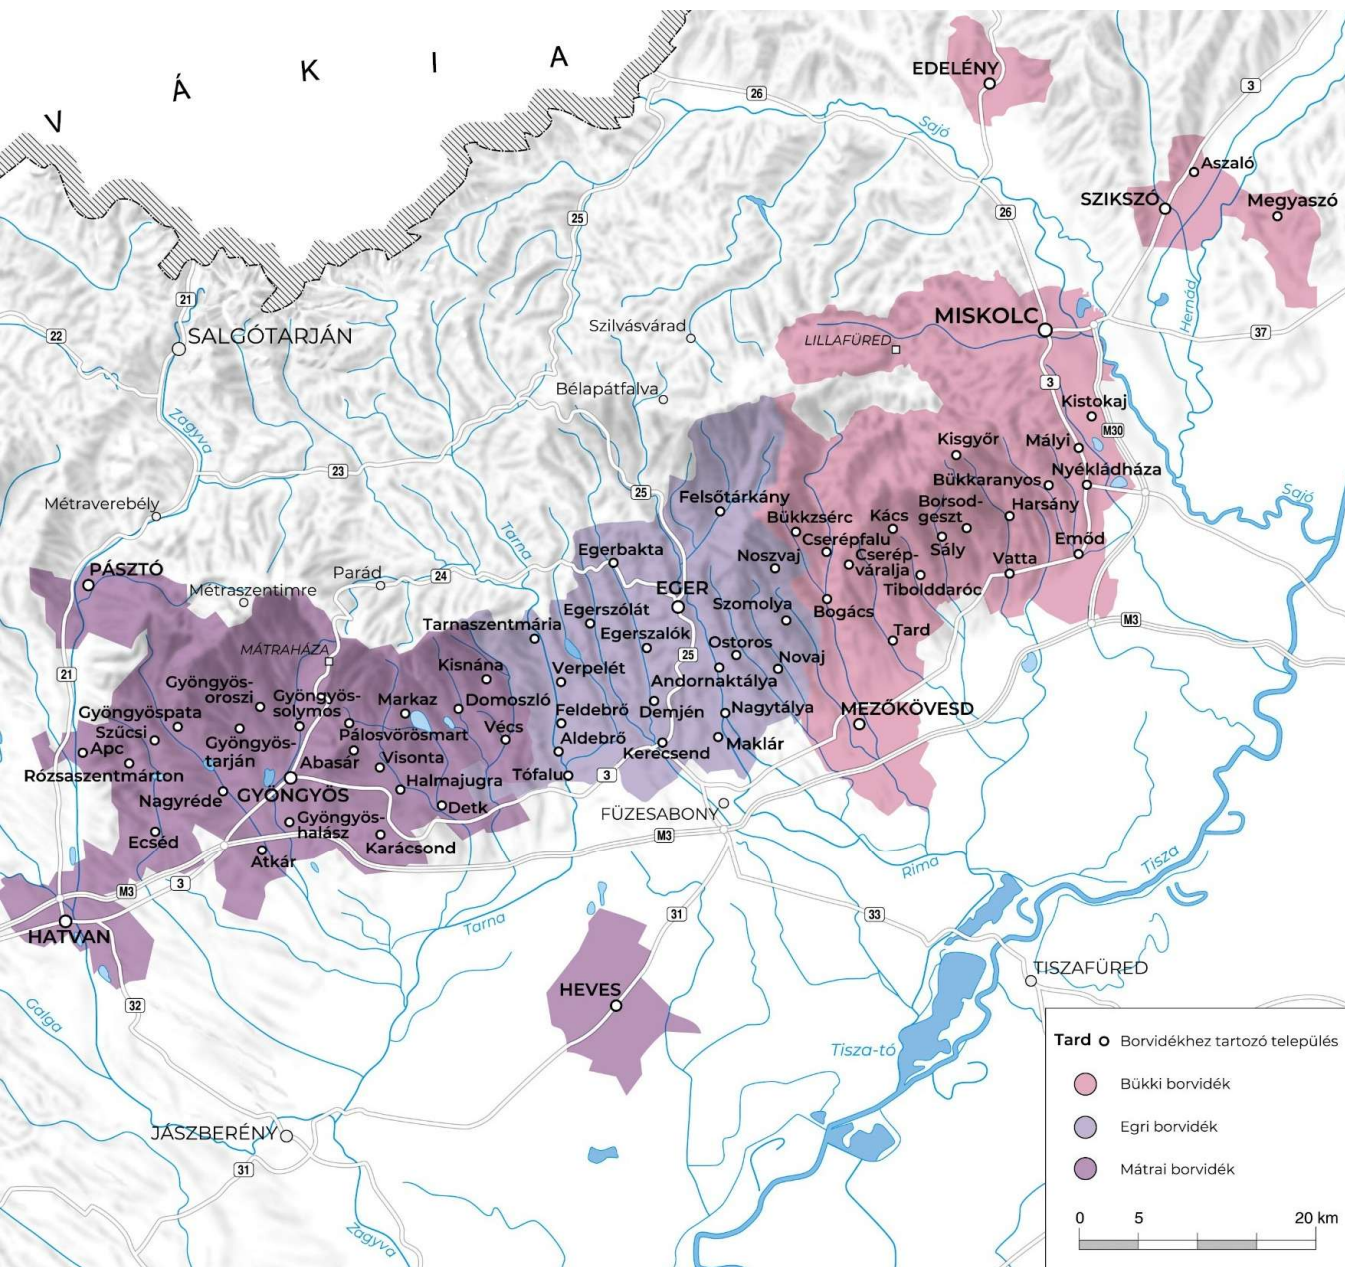 V Á K I A
EDELÉNY
3
26
Sajó
Aszaló
SZIKSZÓ
Megyaszó
25
26
Hernád
21
22
SALGÓTARJÁN
Szilvásvárad
MISKOLC
37
LILLAFÜRED
Bélapátfalva
3
Kistokaj
Zagyva
M30
Kisgyőr
Mályi
23
Nyékládháza
Bükkaranyos
25
Felsőtárkány
Borsod-
geszt
Harsány
Sajó
Métraverebély
Bükkzsérc
Kács
Tarna
Cserépfalu
Sály
Emőd
Egerbakta
Noszvaj
Cserép-
váralja
Vatta
PÁSZTÓ
Parád
24
Tibolddaróc
Métraszentimre
EGER
Szomolya
Egerszólát
Bogács
M3
Tarnaszentmária
Egerszalók
Tard
MÁTRAHÁZA
Ostoros
25
Novaj
21
Kisnána
Verpelét
Andornaktálya
Gyöngyös-
oroszi
Gyöngyös-
solymos
Markaz
Domoszló
Gyöngyöspata
Feldebrő
Demjén
Nagytálya
MEZŐKÖVESD
Szűcsi
Pálosvörösmart
Vécs
Apc
Gyöngyös-
tarján
Aldebrő
Maklár
Abasár
Visonta
Kerecsend
Rózsaszentmárton
Tófalu
3
Halmajugra
Nagyréde
GYÖNGYÖS
Detk
FÜZESABONY
Gyöngyös-
halász
M3
Ecséd
Karácsond
Atkár
Rima
Tisza
M3
3
31
33
Tarna
HATVAN
TISZAFÜRED
HEVES
32
Galga
Tisza-tó
Tard
Borvidékhez tartozó település
Bükki borvidék
Egri borvidék
JÁSZBERÉNY
31
Mátrai borvidék
0 5 20 km
Zagyva